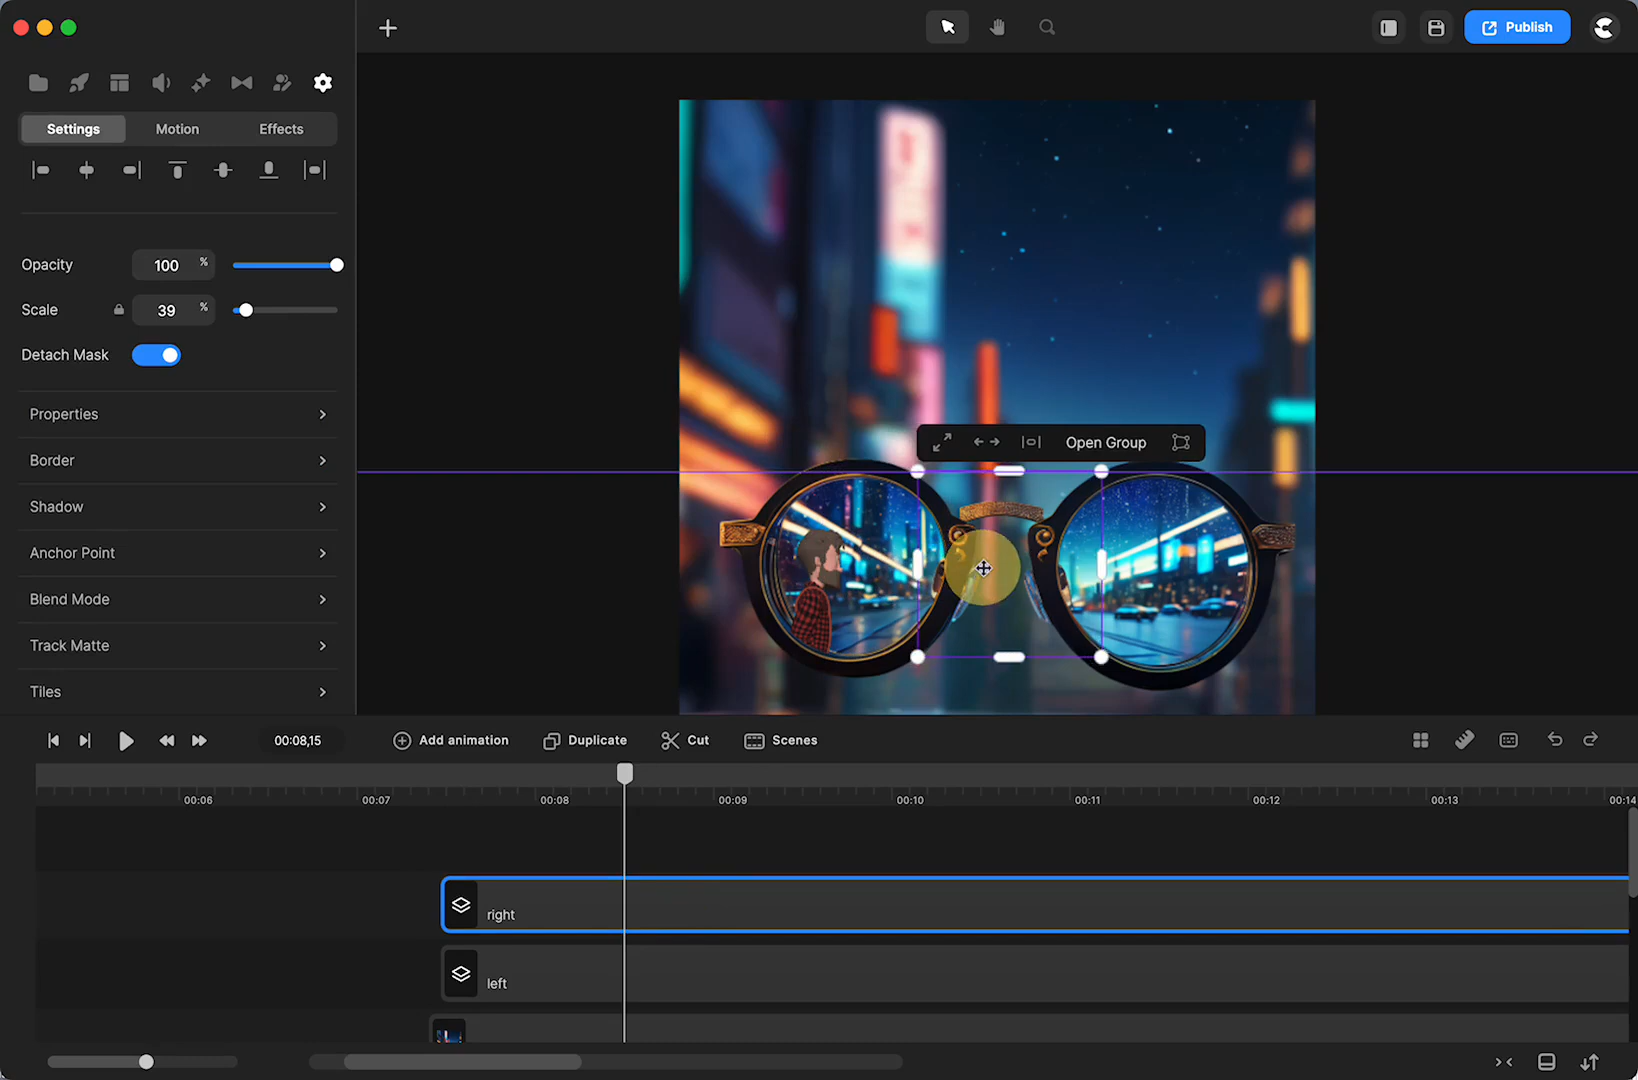 Publish
Settings
Motion
Effects
Opacity
100 %
Scale
39 %
Detach Mask
Properties
Border
Shadow
Anchor Point
Blend Mode
Track Matte
Tiles
Open Group
00:08,15
Add animation
Duplicate
Cut
Scenes
00:06
00:07
00:08
00:09
00:10
00:11
00:12
00:13
00:14
right
left